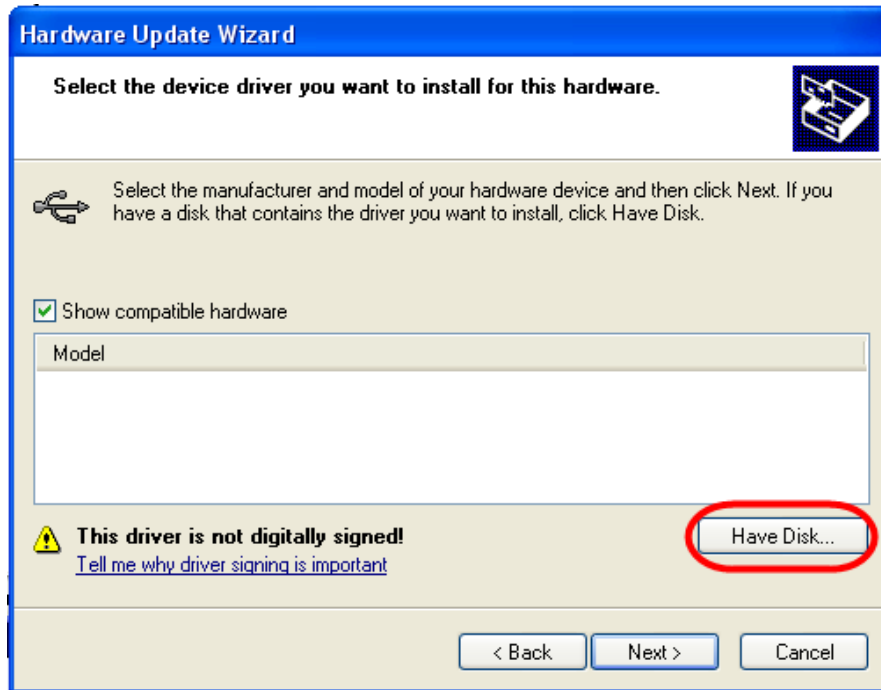 Hardware Update Wizard
Select the device driver you want to install for this hardware.
Select the manufacturer and model of your hardware device and then click Next. If you
have a disk that contains the driver you want to install, click Have Disk.
Show compatible hardware
Model
This driver is not digitally signed!
Have Disk...
Tell me why driver signing is important
< Back
Next >
Cancel